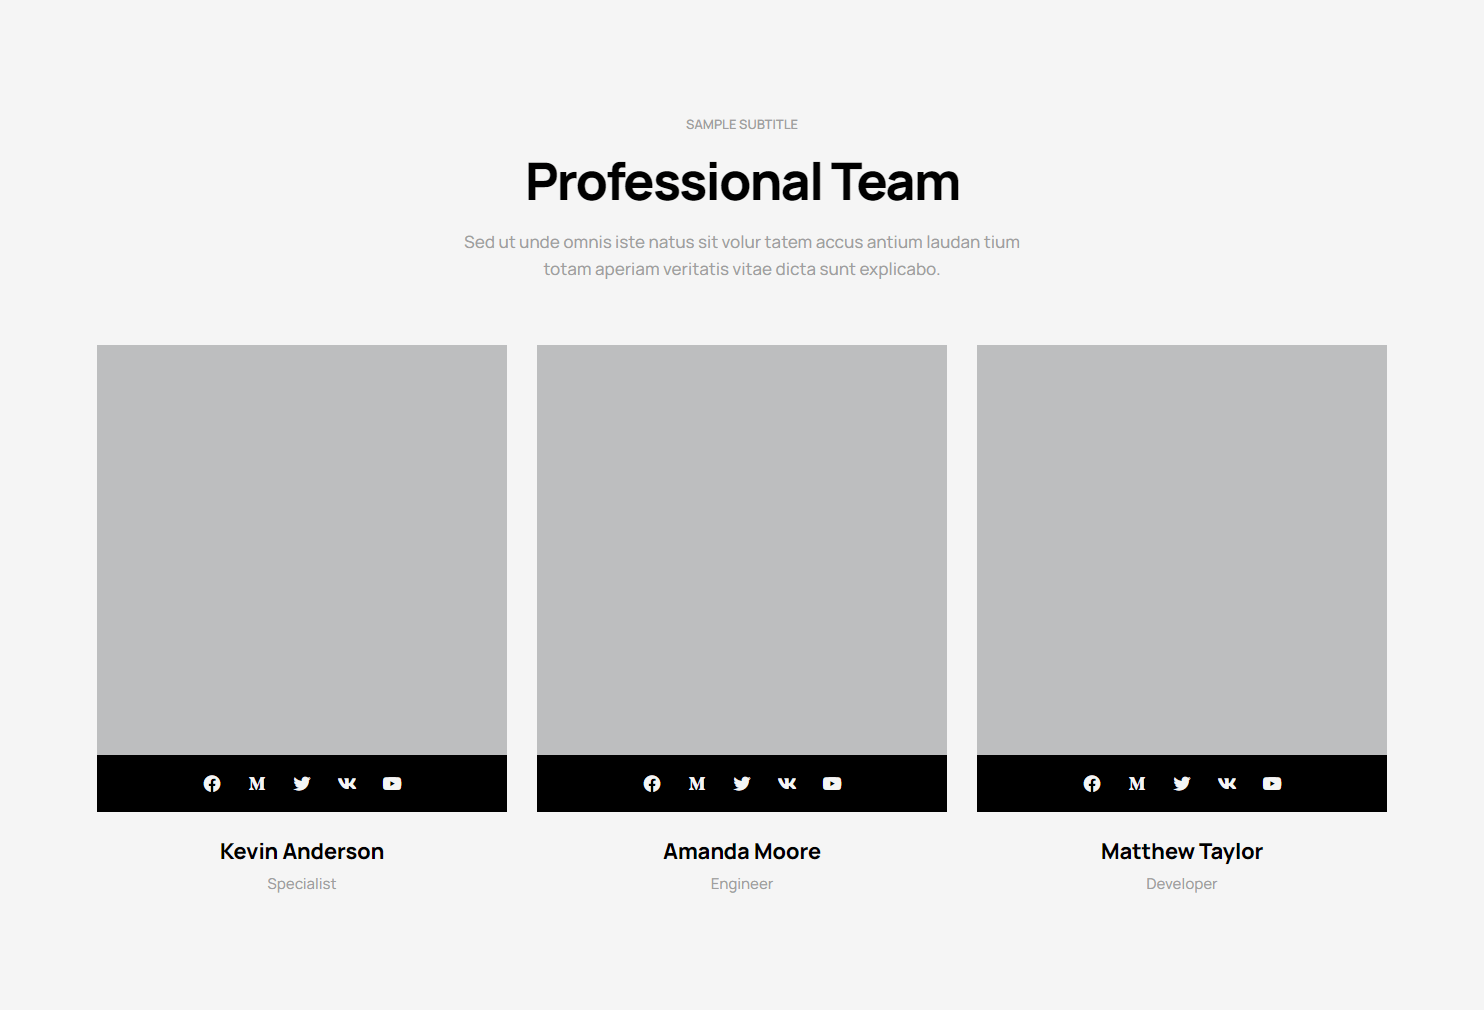 SAMPLE SUBTITLE
Professional Team
Sed ut unde omnis iste natus sit volur tatem accus antium laudan tium
totam aperiam veritatis vitae dicta sunt explicabo.
Kevin Anderson
Specialist
Amanda Moore
Engineer
Matthew Taylor
Developer